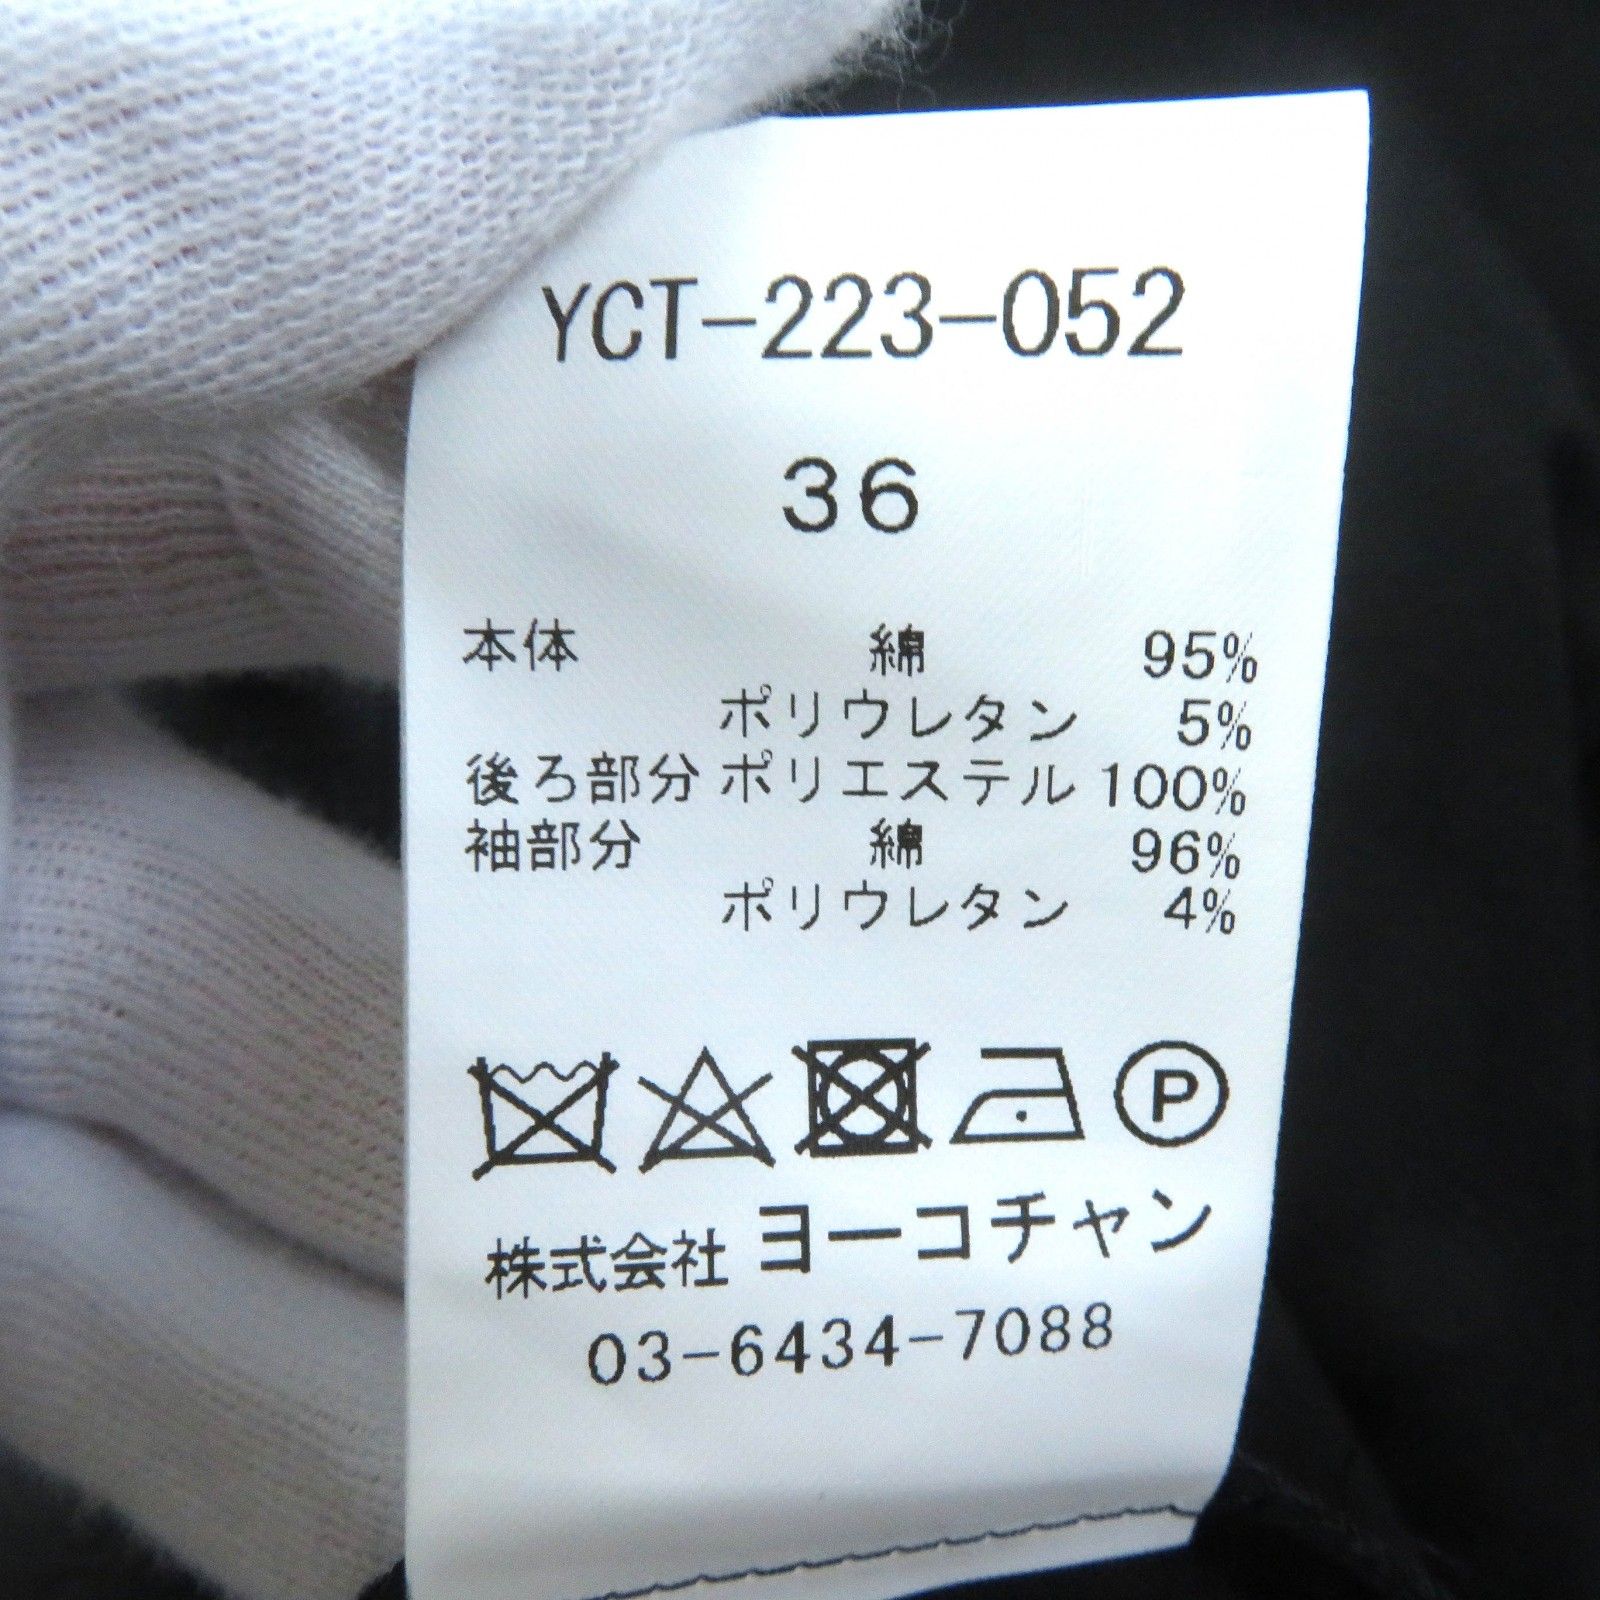 YCT-223-052
36
本体 綿 95%
ポリウレタン 5%
後ろ部分 ポリエステル 100%
袖部分 綿 96%
ポリウレタン 4%
P
株式会社 ヨーコチャン
03-6434-7088